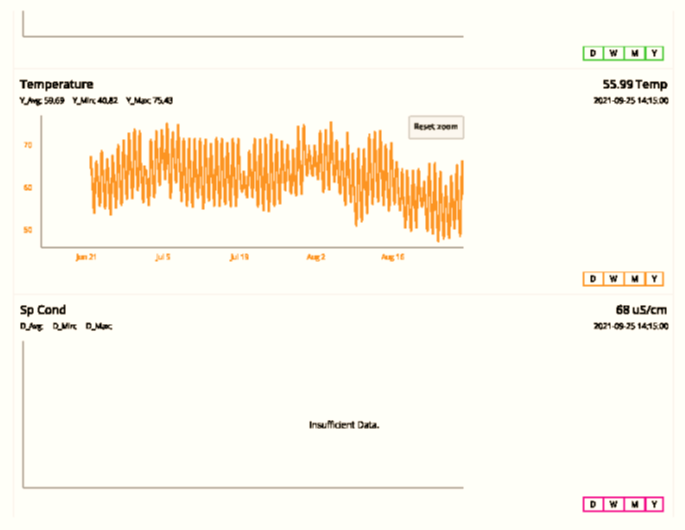 D W M Y
Temperature
55.99 Temp
Y_Avg: 59.69 Y_Min: 40.82 Y_Max: 75.43
2021-09-25 14:15:00
Reset zoom
70
60
50
Jun 21 Jul 5 Jul 19 Aug 2 Aug 16
D W M Y
Sp Cond
68 uS/cm
D_Avg: D_Min: D_Max:
2021-09-25 14:15:00
Insufficient Data.
D W M Y